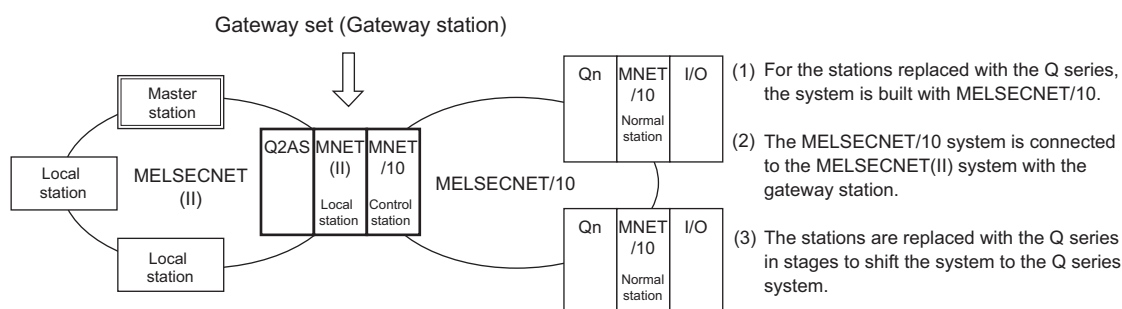 Gateway set (Gateway station)
Master
station
Local
station
MELSECNET
(II)
Local
station
Q2AS
MNET
(II)
Local
station
MNET
/10
Control
station
MELSECNET/10
Qn
MNET
/10
Normal
station
I/O
Qn
MNET
/10
Normal
station
I/O
(1) For the stations replaced with the Q series,
the system is built with MELSECNET/10.
(2) The MELSECNET/10 system is connected
to the MELSECNET(II) system with the
gateway station.
(3) The stations are replaced with the Q series
in stages to shift the system to the Q series
system.